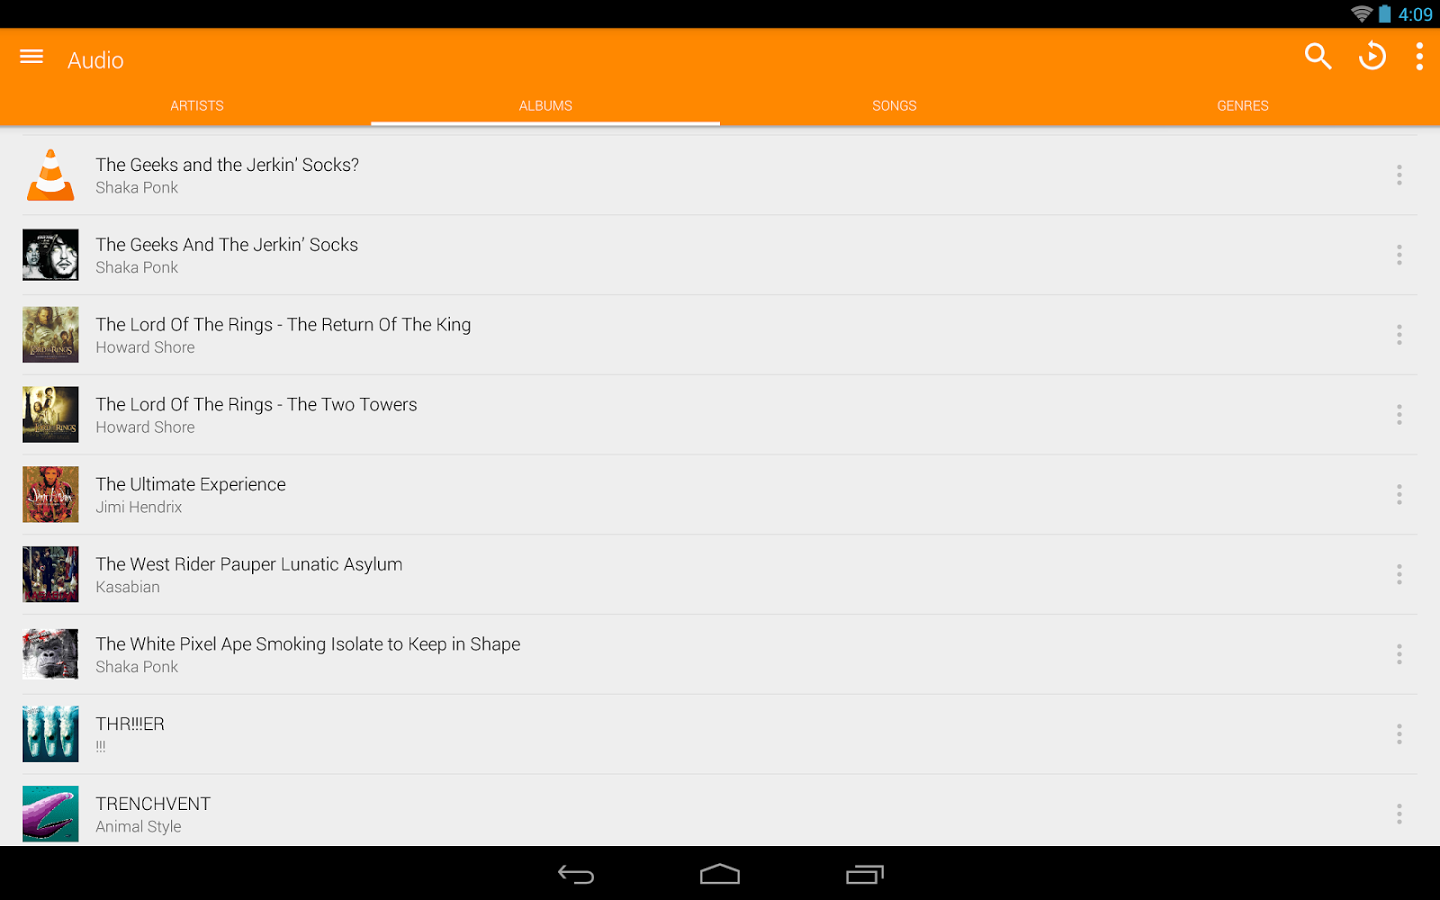 4:09
Audio
ARTISTS
ALBUMS
SONGS
GENRES
The Geeks and the Jerkin’ Socks?
Shaka Ponk
The Geeks And The Jerkin’ Socks
Shaka Ponk
The Lord Of The Rings - The Return Of The King
Howard Shore
The Lord Of The Rings - The Two Towers
Howard Shore
The Ultimate Experience
Jimi Hendrix
The West Rider Pauper Lunatic Asylum
Kasabian
The White Pixel Ape Smoking Isolate to Keep in Shape
Shaka Ponk
THR!!!ER
!!!
TRENCHVENT
Animal Style